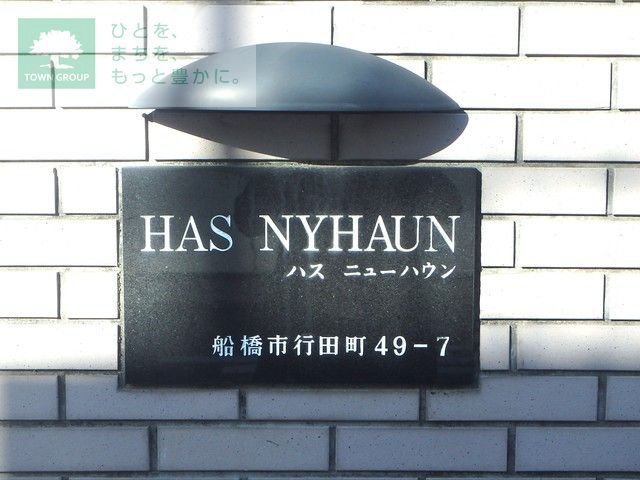 ひとを、
まちを、
もっと豊かに。
TOWN GROUP
HAS NYHAUN
ハス ニューハウン
船橋市行田町49-7